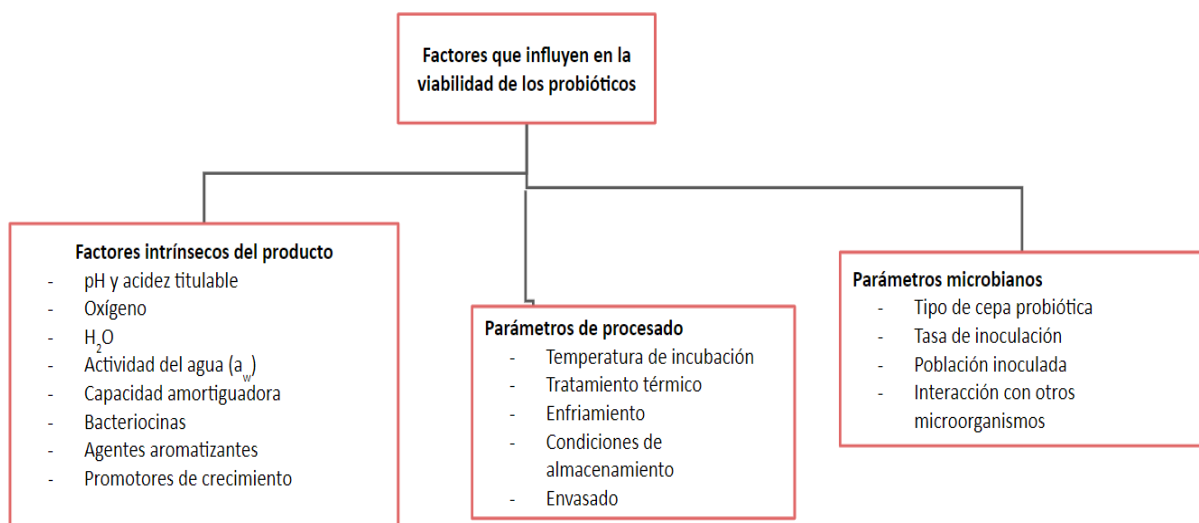 Factores que influyen en la
viabilidad de los probióticos
Factores intrínsecos del producto
- pH y acidez titulable
- Oxígeno
- H2O
- Actividad del agua (aw)
- Capacidad amortiguadora
- Bacteriocinas
- Agentes aromatizantes
- Promotores de crecimiento
Parámetros de procesado
- Temperatura de incubación
- Tratamiento térmico
- Enfriamiento
- Condiciones de
almacenamiento
- Envasado
Parámetros microbianos
- Tipo de cepa probiótica
- Tasa de inoculación
- Población inoculada
- Interacción con otros
microorganismos